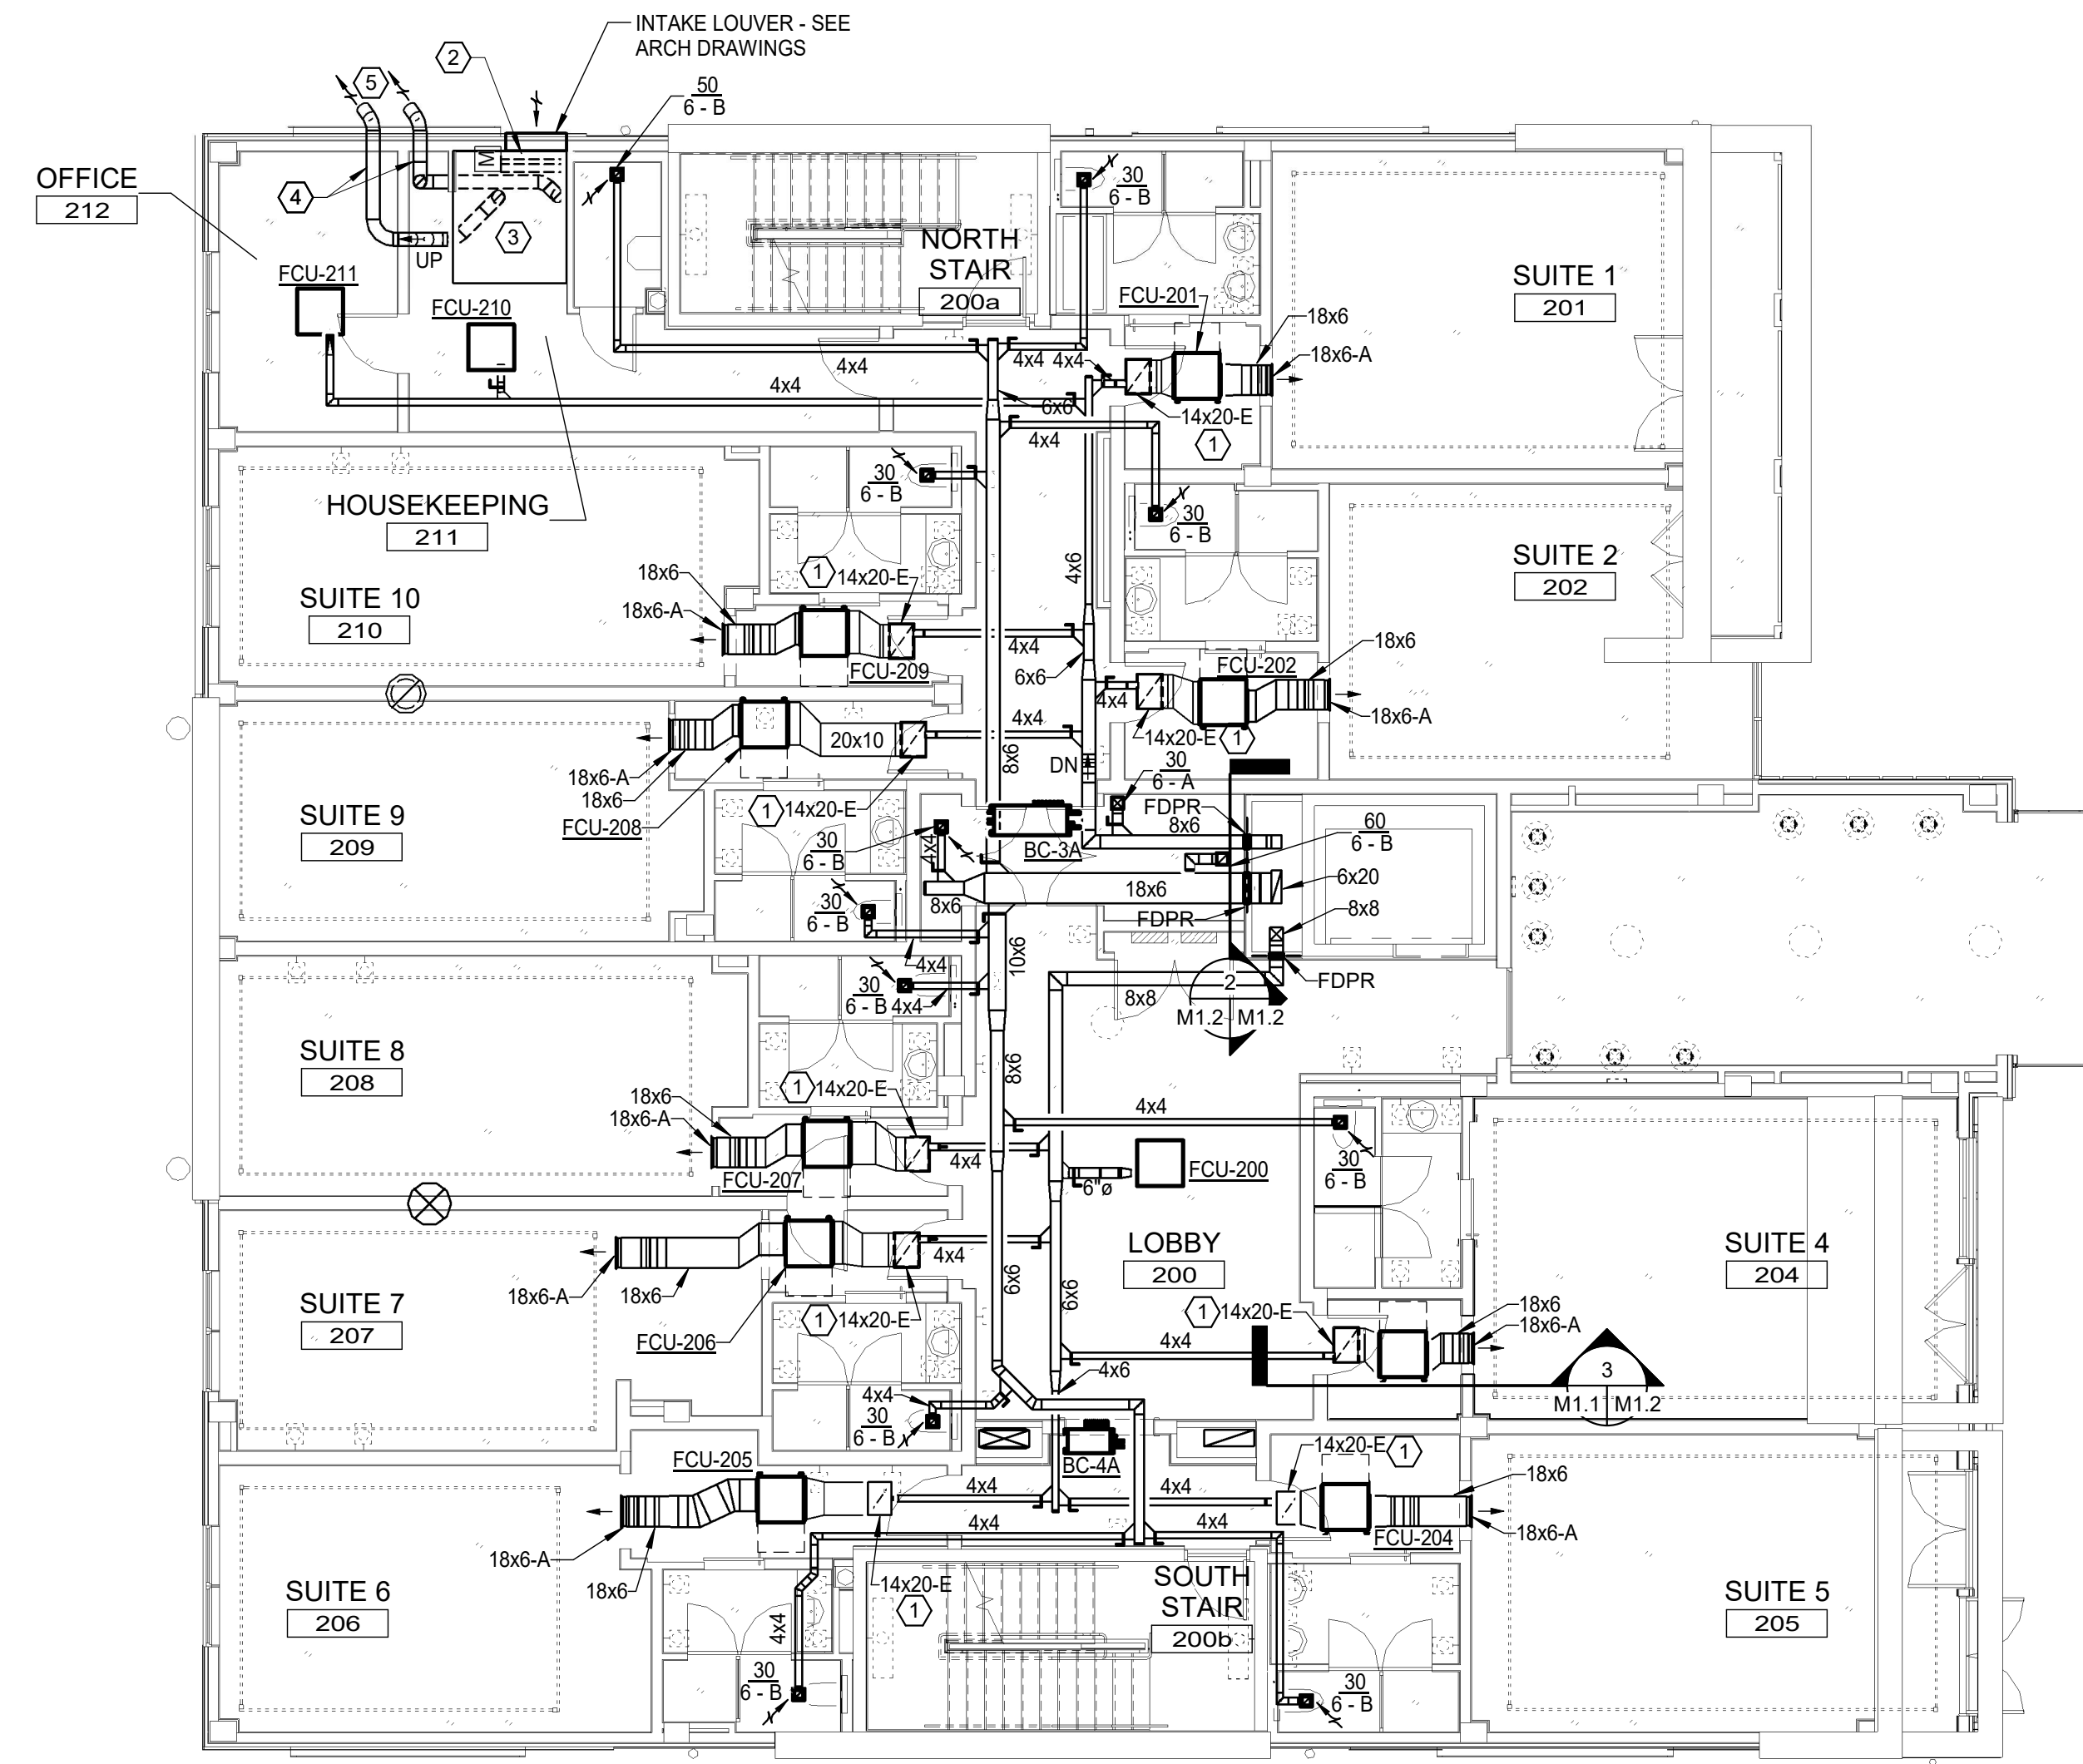 INTAKE LOUVER - SEE
ARCH DRAWINGS
2
5
50
6 - B
OFFICE
212
4
M
3
UP
FCU-211
FCU-210
NORTH
STAIR
200a
30
6 - B
FCU-201
SUITE 1
201
18x6
18x6-A
4x4
4x4
4x4
4x4
6x6
14x20-E
1
4x4
HOUSEKEEPING
211
30
6 - B
30
6 - B
SUITE 2
202
4x6
1
14x20-E
18x6
18x6-A
SUITE 10
210
FCU-209
4x4
6x6
FCU-202
18x6
18x6-A
4x4
14x20-E
1
20x10
4x4
8x6
DN
18x6-A
18x6
FCU-208
1
14x20-E
30
6 - A
FDPR
8x6
60
6 - B
SUITE 9
209
30
6 - B
4x4
BC-3A
18x6
6x20
8x6
FDPR
8x8
30
6 - B
4x4
10x6
FDPR
30
6 - B
4x4
8x8
2
M1.2
M1.2
SUITE 8
208
1
14x20-E
18x6
18x6-A
8x6
4x4
FCU-207
4x4
6"ø
FCU-200
30
6 - B
LOBBY
200
SUITE 4
204
4x4
18x6-A
18x6
SUITE 7
207
FCU-206
1
14x20-E
6x6
6x6
1
14x20-E
18x6
18x6-A
4x4
4x6
3
M1.1
M1.2
4x4
30
6 - B
FCU-205
BC-4A
14x20-E
1
18x6
4x4
4x4
4x4
4x4
FCU-204
18x6-A
18x6-A
18x6
14x20-E
1
SUITE 6
206
4x4
30
6 - B
SOUTH
STAIR
200b
30
6 - B
SUITE 5
205